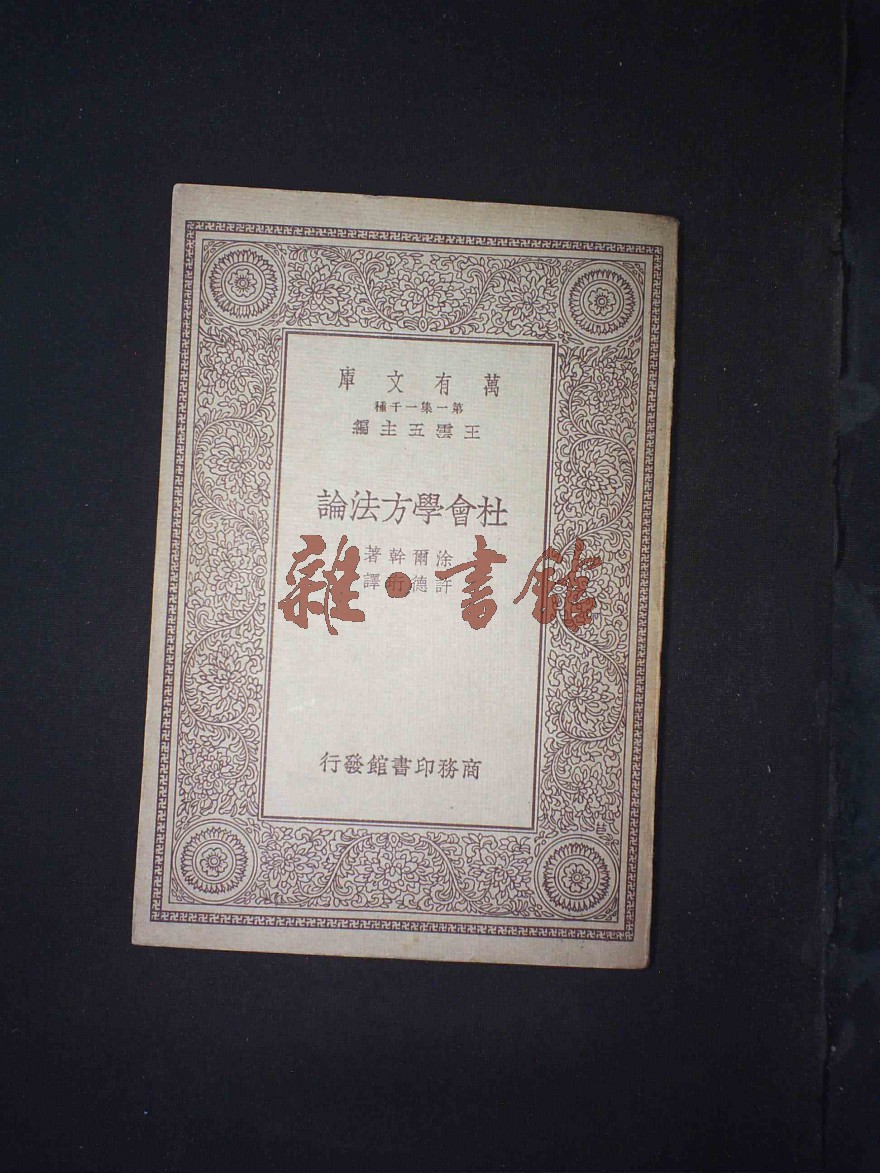 萬有文庫
第一集一千種
王雲五主編
社會學方法論
涂爾幹著
許德珩譯
商務印書館發行
雜·書館